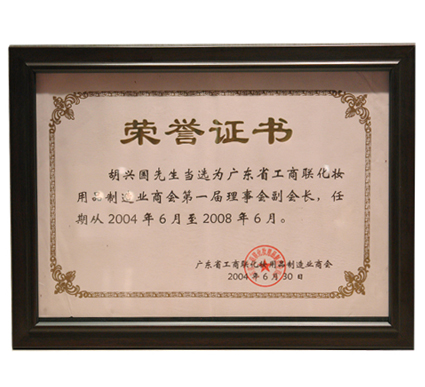 荣誉证书
胡兴国先生当选为广东省工商联化妆
用品制造业商会第一届理事会副会长，任
期从2004年6月至2008年6月。
广东省工商联化妆用品制造业商会
2004年6月30日